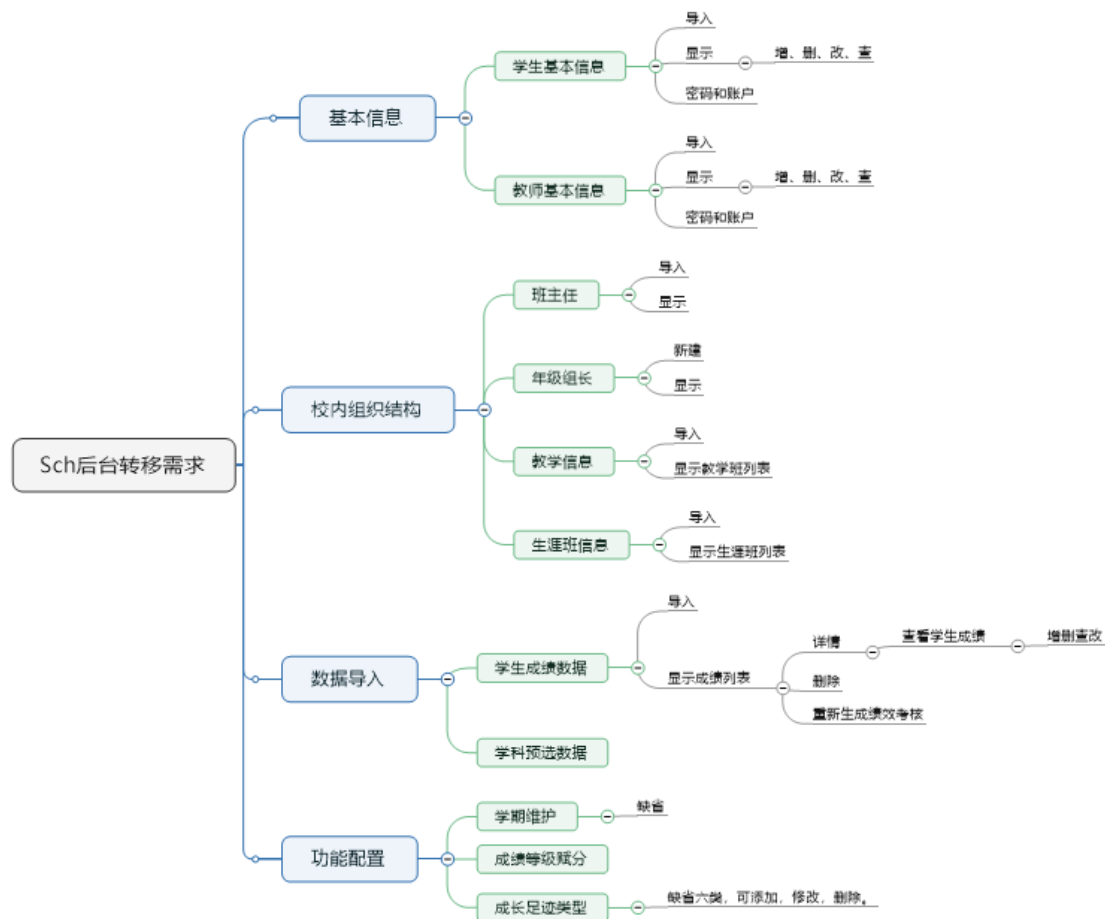 Sch后台转移需求
基本信息
学生基本信息
导入
显示
增、删、改、查
密码和账户
教师基本信息
导入
显示
增、删、改、查
密码和账户
校内组织结构
班主任
导入
显示
年级组长
新建
显示
教学信息
导入
显示教学班列表
生涯班信息
导入
显示生涯班列表
数据导入
学生成绩数据
导入
显示成绩列表
详情
查看学生成绩
增删查改
删除
重新生成绩效考核
学科预选数据
功能配置
学期维护
缺省
成绩等级赋分
成长足迹类型
缺省六类，可添加，修改，删除。